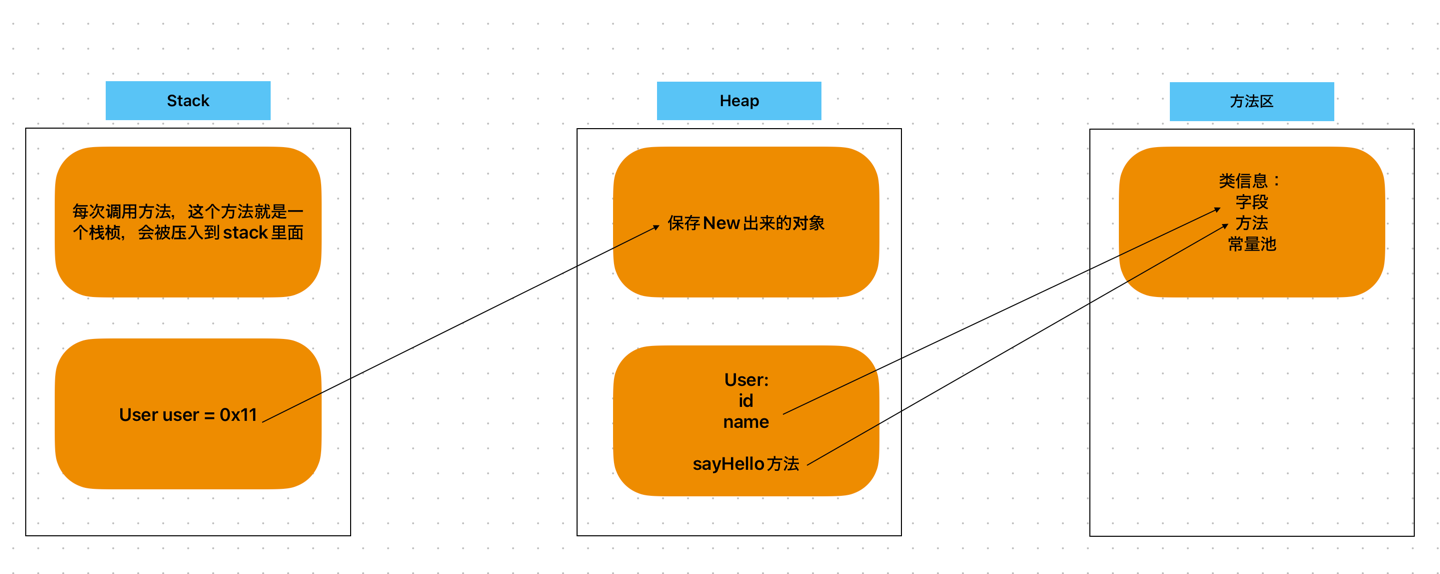 Stack
每次调用方法，这个方法就是一
个栈桢，会被压入到stack里面
User user = 0x11
Heap
保存New出来的对象
User:
id
name
sayHello方法
方法区
类信息：
字段
方法
常量池